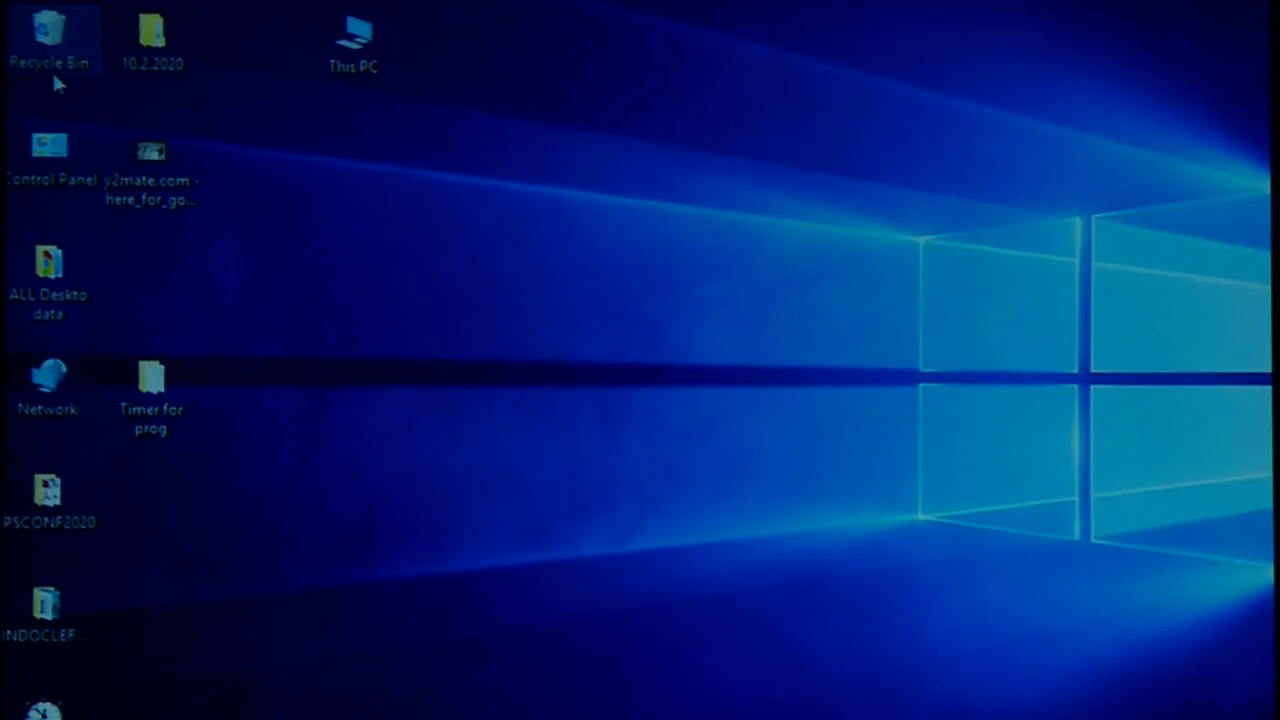 Recycle Bin
10.2.2020
This PC
Control Panel
y2mate.com -
here_for_go...
ALL Deskto
data
Network
Timer for
prog
PSCONF2020
INDOCLEF...